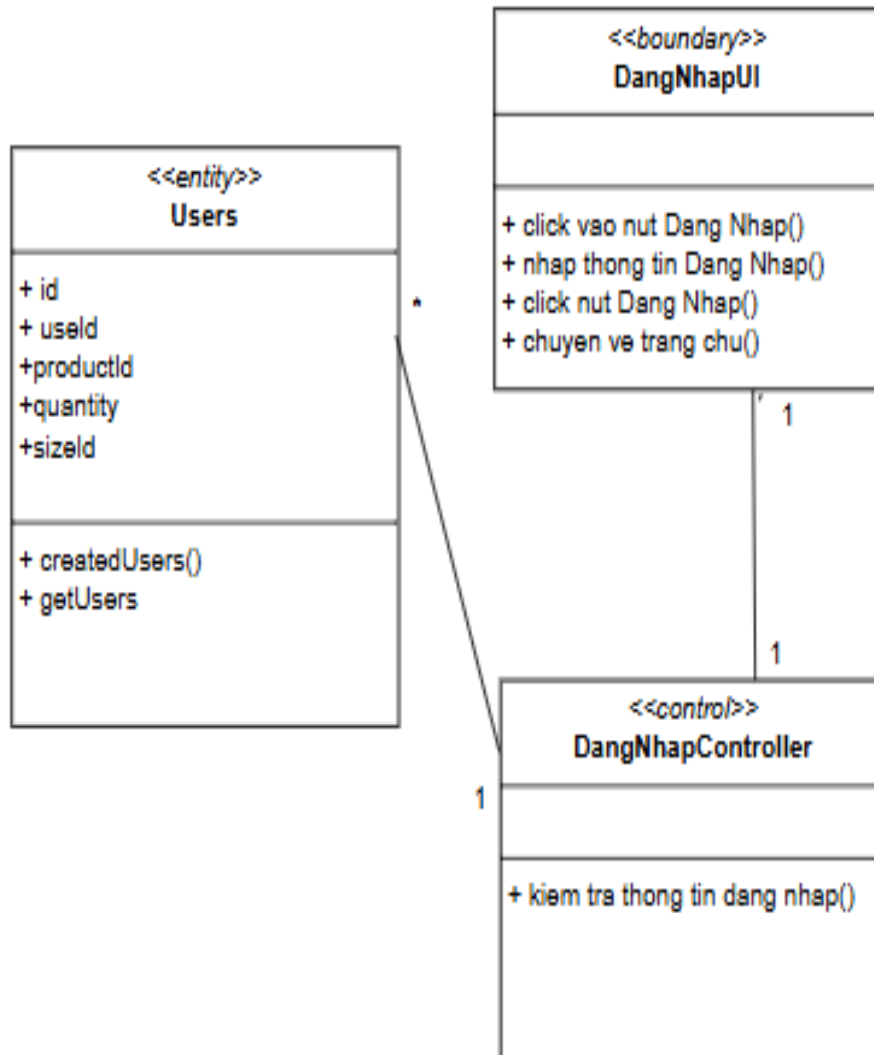 <<boundary>>
DangNhapUI
+ click vao nut Dang Nhap()
+ nhap thong tin Dang Nhap()
+ click nut Dang Nhap()
+ chuyen ve trang chu()
1
<<entity>>
Users
+ id
+ useId
+productId
+quantity
+sizeId
+ createdUsers()
+ getUsers
*
1
<<control>>
DangNhapController
1
+ kiem tra thong tin dang nhap()